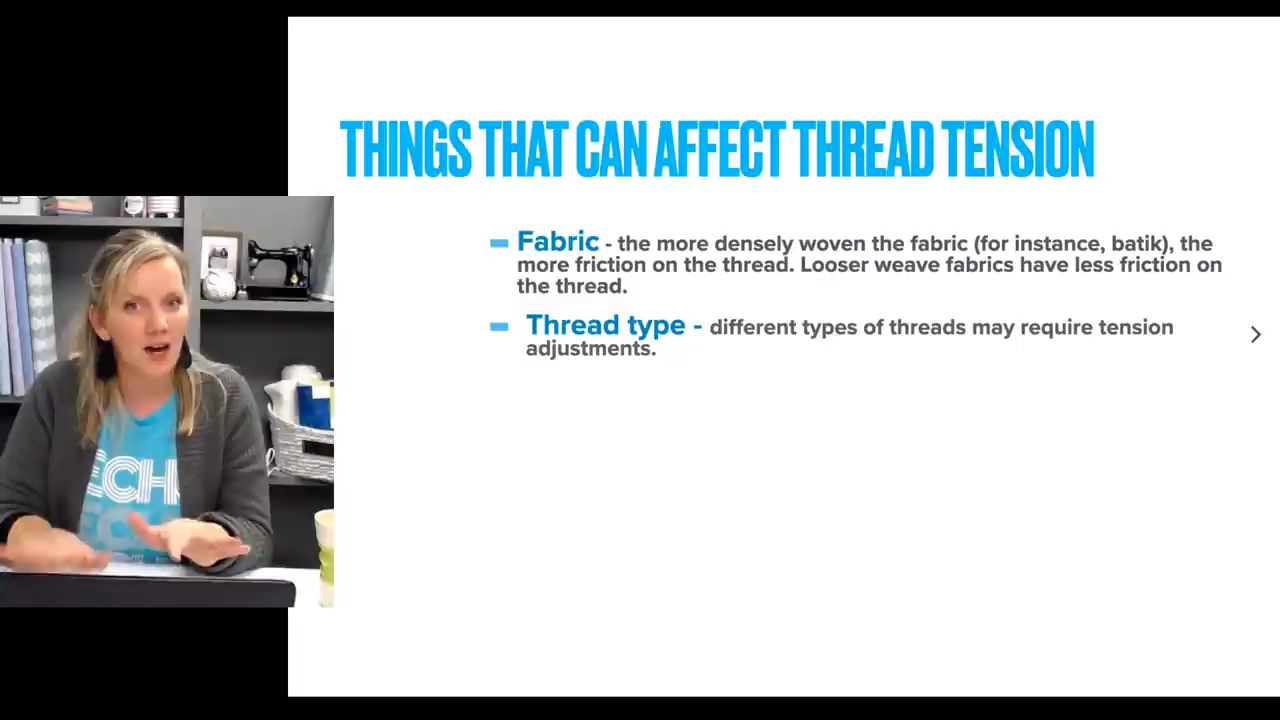 THINGS THAT CAN AFFECT THREAD TENSION
Fabric - the more densely woven the fabric (for instance, batik), the
more friction on the thread. Looser weave fabrics have less friction on
the thread.
Thread type - different types of threads may require tension
adjustments.
ECH